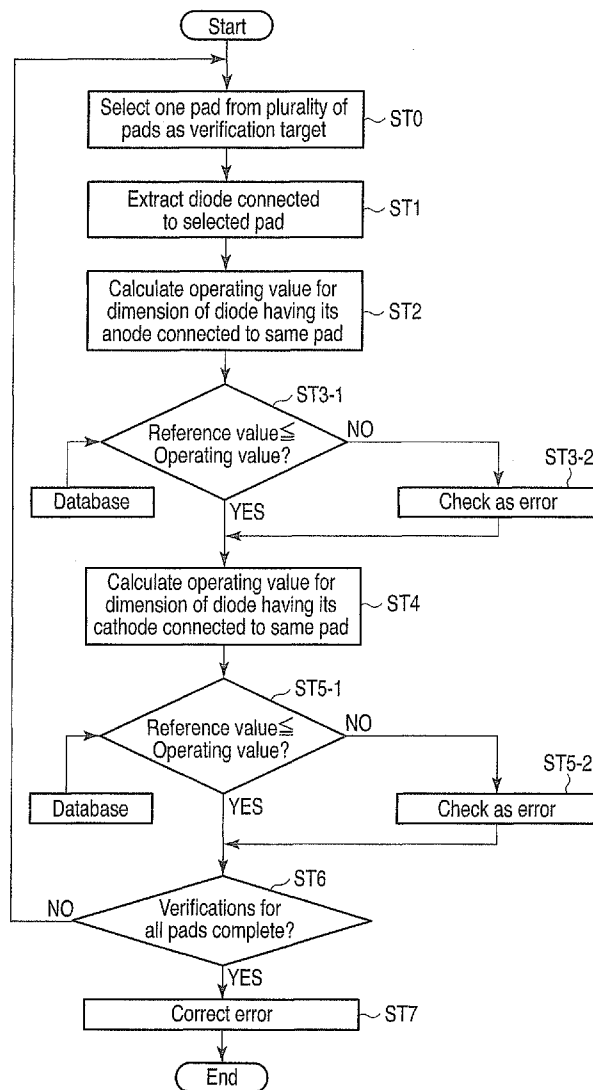 Start
Select one pad from plurality of
pads as verification target
ST0
Extract diode connected
to selected pad
ST1
Calculate operating value for
dimension of diode having its
anode connected to same pad
ST2
ST3-1
Reference value≦
Operating value?
NO
ST3-2
Database
YES
Check as error
Calculate operating value for
dimension of diode having its
cathode connected to same pad
ST4
ST5-1
Reference value≦
Operating value?
NO
ST5-2
Database
YES
Check as error
ST6
NO
Verifications for
all pads complete?
YES
Correct error
ST7
End